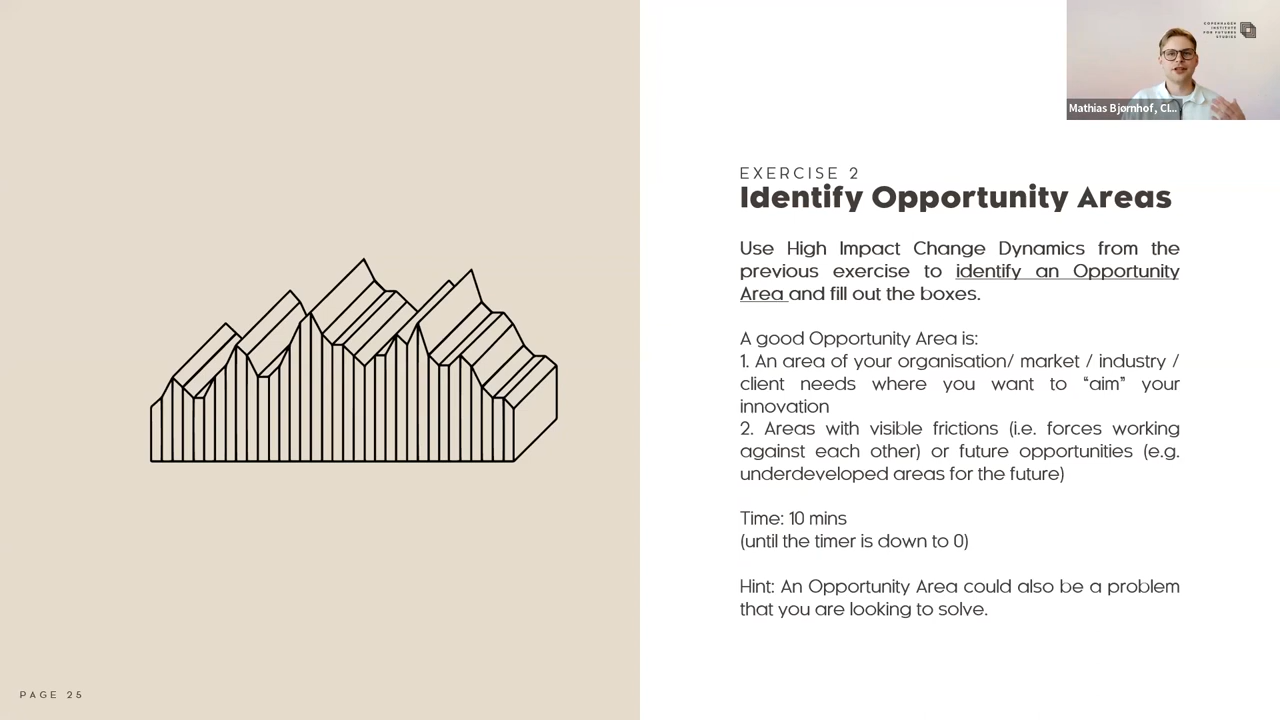 COPENHAGEN
INSTITUTE
FOR FUTURES
STUDIES
Mathias Bjørnhof, CI...
EXERCISE 2
Identify Opportunity Areas
Use High Impact Change Dynamics from the
previous exercise to identify an Opportunity
Area and fill out the boxes.
A good Opportunity Area is:
1. An area of your organisation/ market / industry /
client needs where you want to “aim” your
innovation
2. Areas with visible frictions (i.e. forces working
against each other) or future opportunities (e.g.
underdeveloped areas for the future)
Time: 10 mins
(until the timer is down to 0)
Hint: An Opportunity Area could also be a problem
that you are looking to solve.
PAGE 25